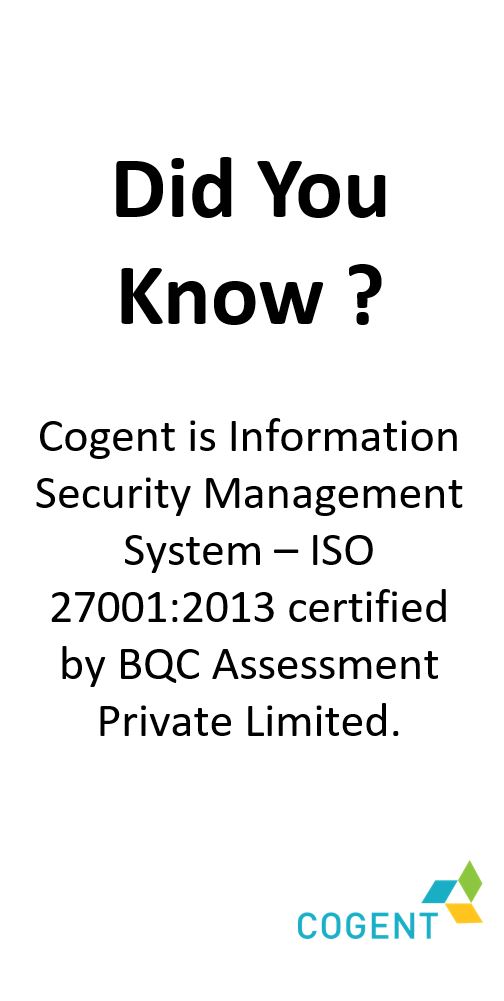 Did You
Know ?
Cogent is Information
Security Management
System – ISO
27001:2013 certified
by BQC Assessment
Private Limited.
COGENT